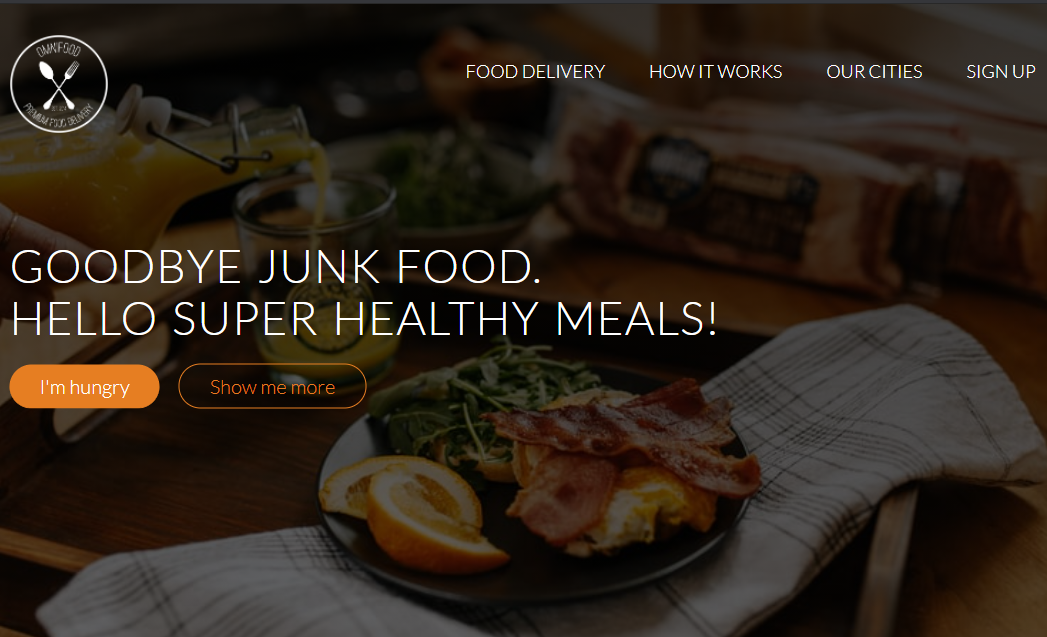 OMNIFOOD
PREMIUM FOOD DELIVERY
FOOD DELIVERY
HOW IT WORKS
OUR CITIES
SIGN UP
GOODBYE JUNK FOOD.
HELLO SUPER HEALTHY MEALS!
I'm hungry
Show me more